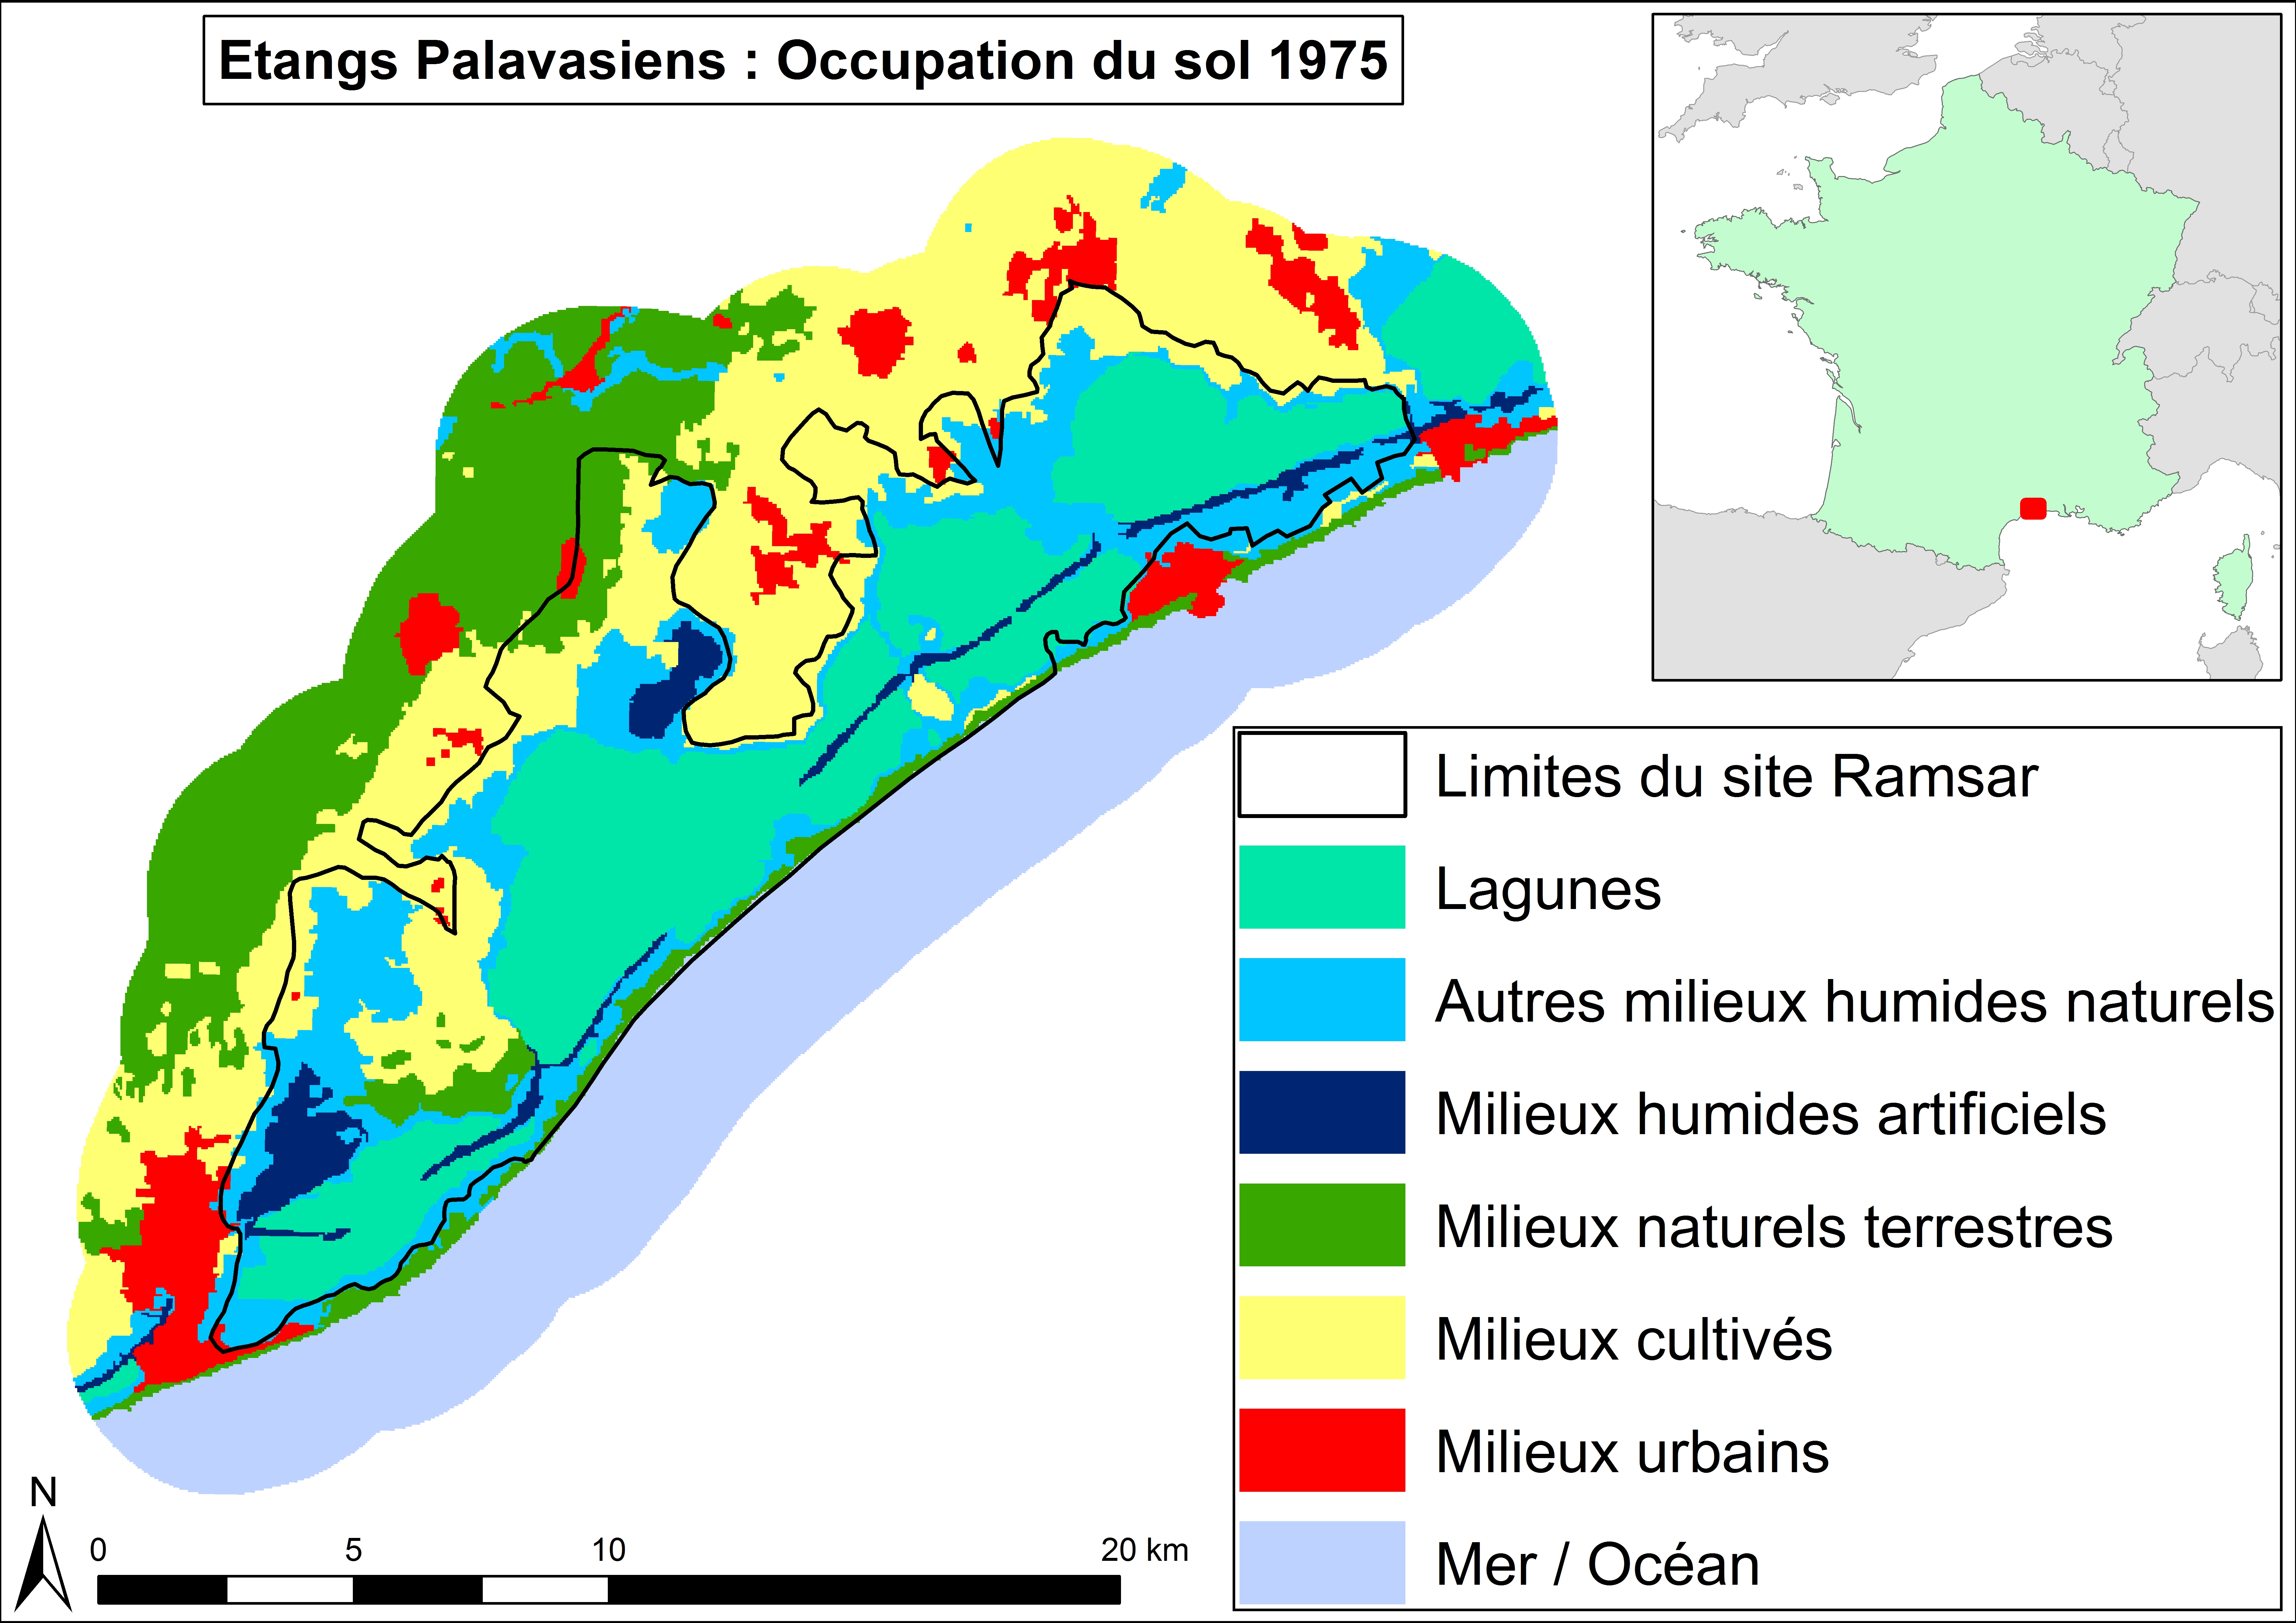 Etangs Palavasiens : Occupation du sol 1975
Limites du site Ramsar
Lagunes
Autres milieux humides naturels
Milieux humides artificiels
Milieux naturels terrestres
Milieux cultivés
Milieux urbains
Mer / Océan
N
0 5 10 20 km